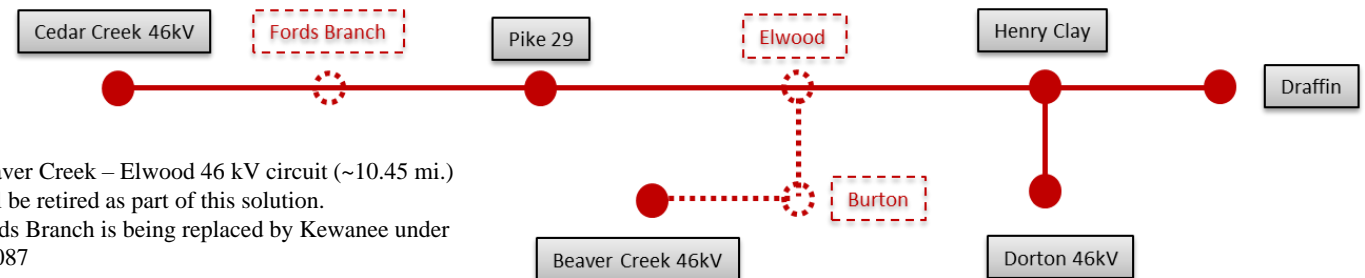 Cedar Creek 46kV
Fords Branch
Pike 29
Elwood
Henry Clay
Draffin
Creek – Elwood 46 kV circuit (~10.45 mi.)
be retired as part of this solution.
Branch is being replaced by Kewanee under
087
Burton
Beaver Creek 46kV
Dorton 46kV